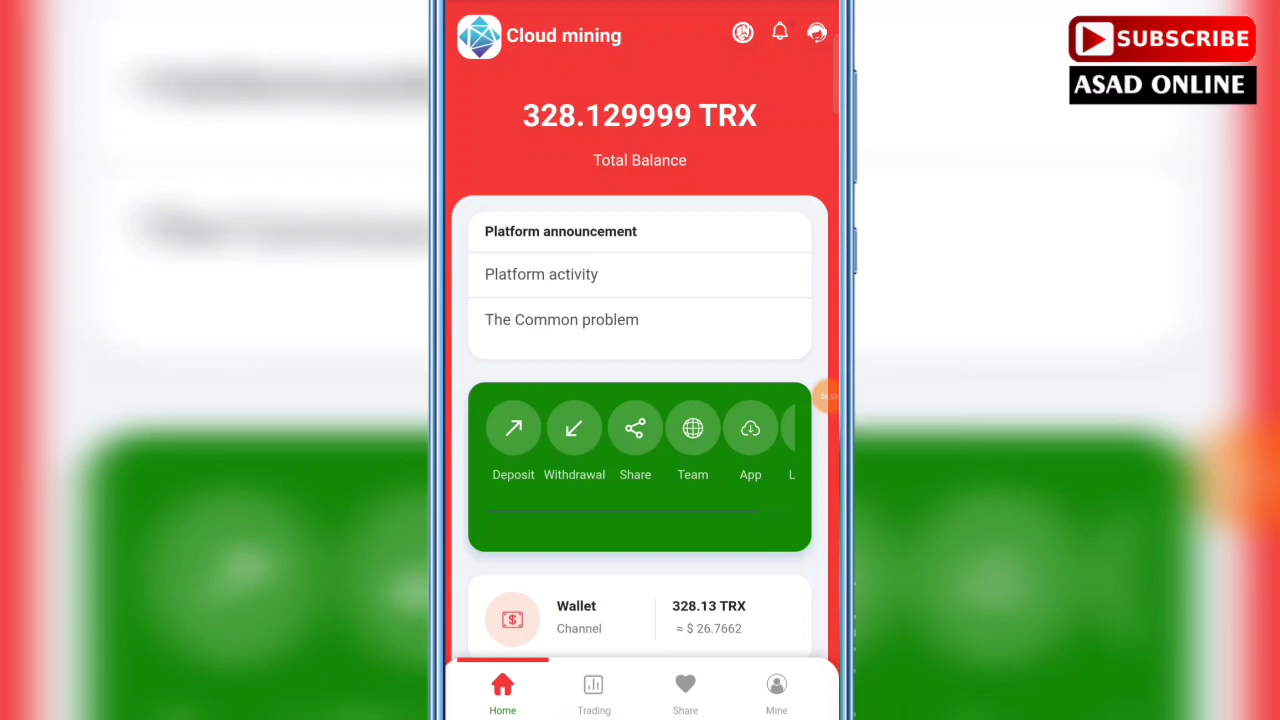 Cloud mining
SUBSCRIBE
ASAD ONLINE
328.129999 TRX
Total Balance
Platform announcement
Platform activity
The Common problem
Deposit Withdrawal Share Team App L
Wallet 328.13 TRX
Channel ≈ $ 26.7662
Home Trading Share Mine